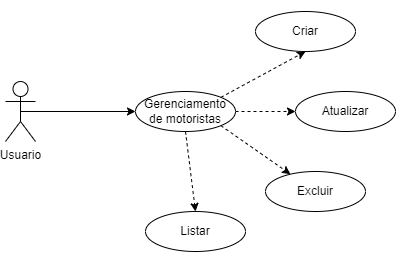 Criar
Gerenciamento
de motoristas
Atualizar
Usuario
Excluir
Listar